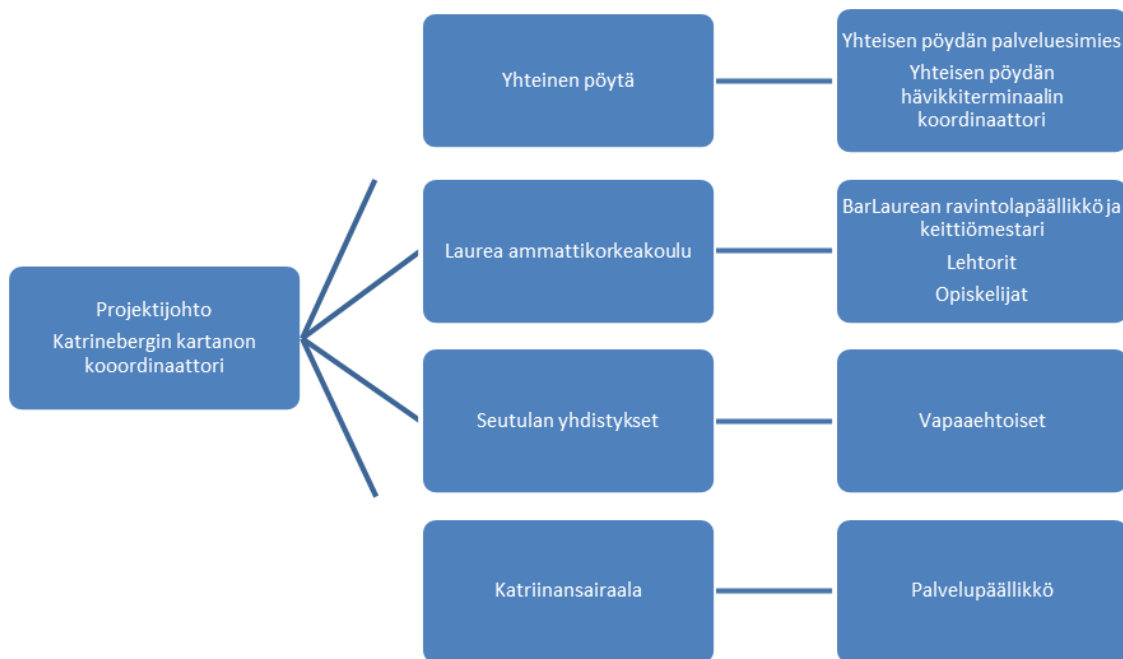 Projektijohto
Katrinebergin kartanon
kooordinaattori
Yhteinen pöytä
Yhteisen pöydän palveluesimies
Yhteisen pöydän
hävikkiterminaalin
koordinaattori
Laurea ammattikorkeakoulu
BarLaurean ravintolapäällikkö ja
keittiömestari
Lehtorit
Opiskelijat
Seutulan yhdistykset
Vapaaehtoiset
Katriinansairaala
Palvelupäällikkö